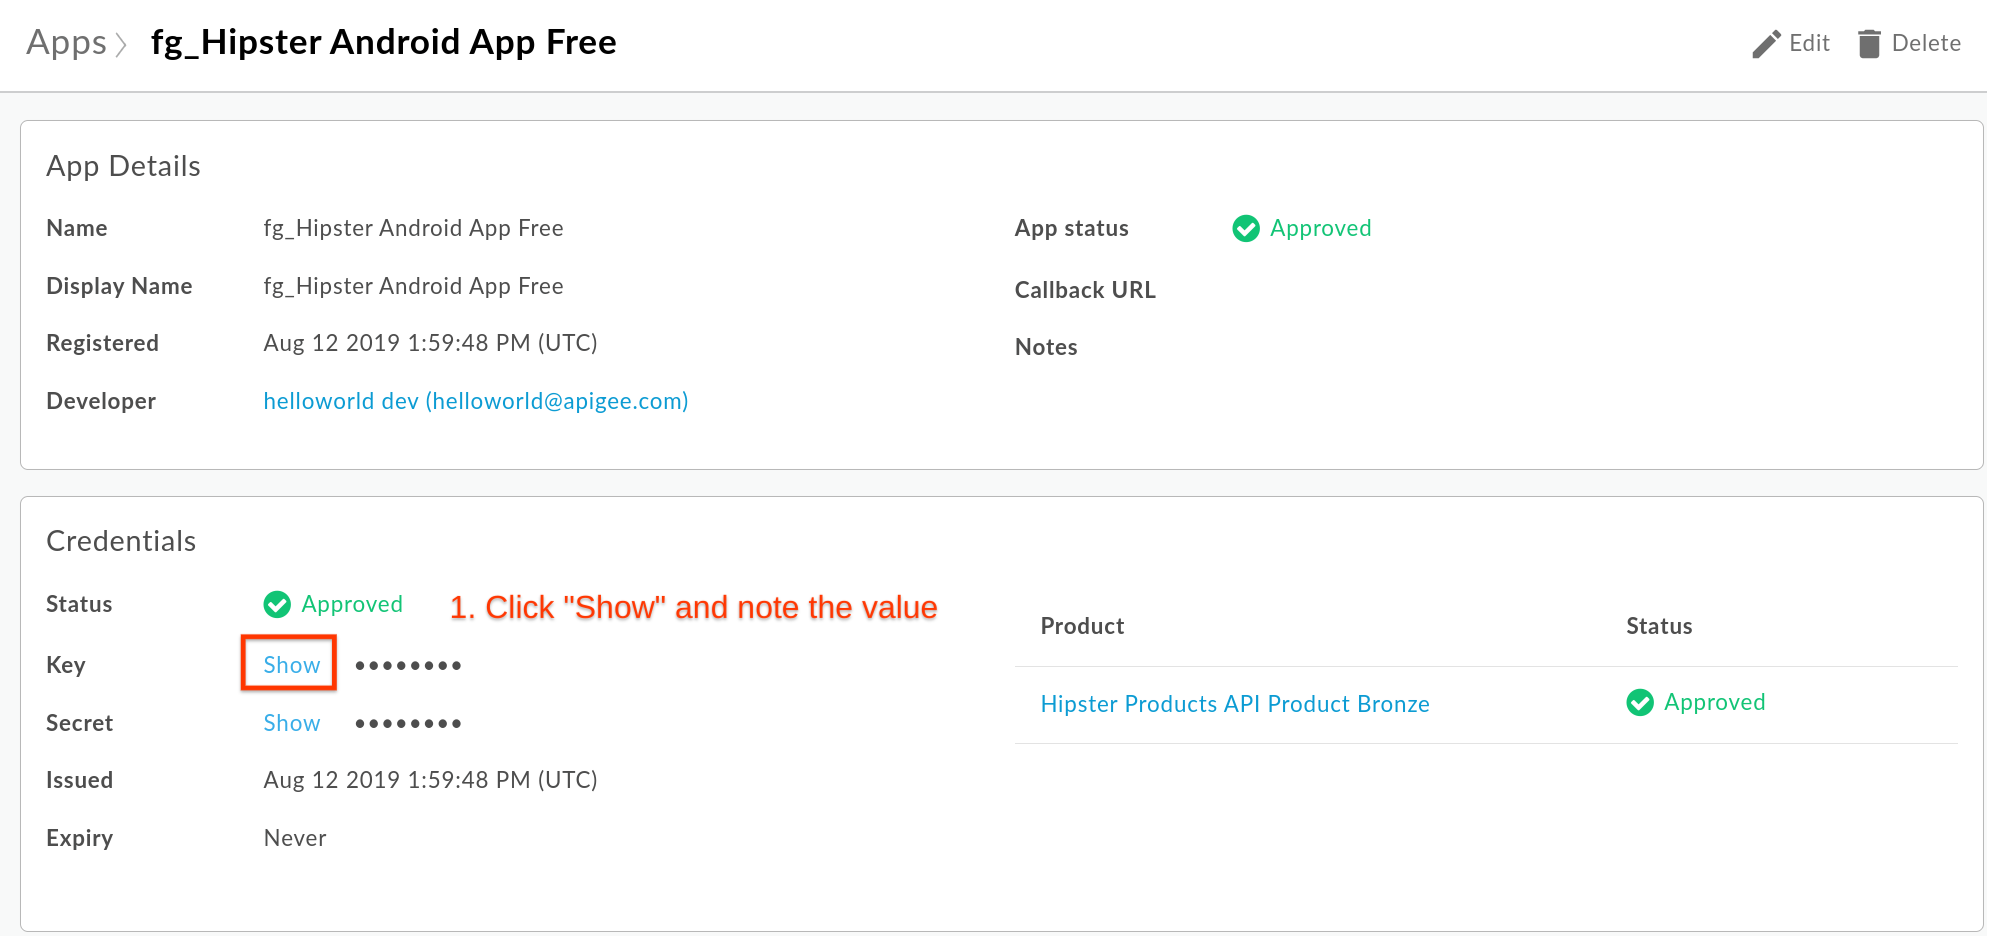 Apps › fg_Hipster Android App Free
Edit Delete
App Details
Name fg_Hipster Android App Free
App status Approved
Display Name fg_Hipster Android App Free
Callback URL
Registered Aug 12 2019 1:59:48 PM (UTC)
Notes
Developer helloworld dev (helloworld@apigee.com)
Credentials
Status Approved
1. Click "Show" and note the value
Key Show ••••••••
Secret Show ••••••••
Issued Aug 12 2019 1:59:48 PM (UTC)
Expiry Never
Product Status
Hipster Products API Product Bronze Approved